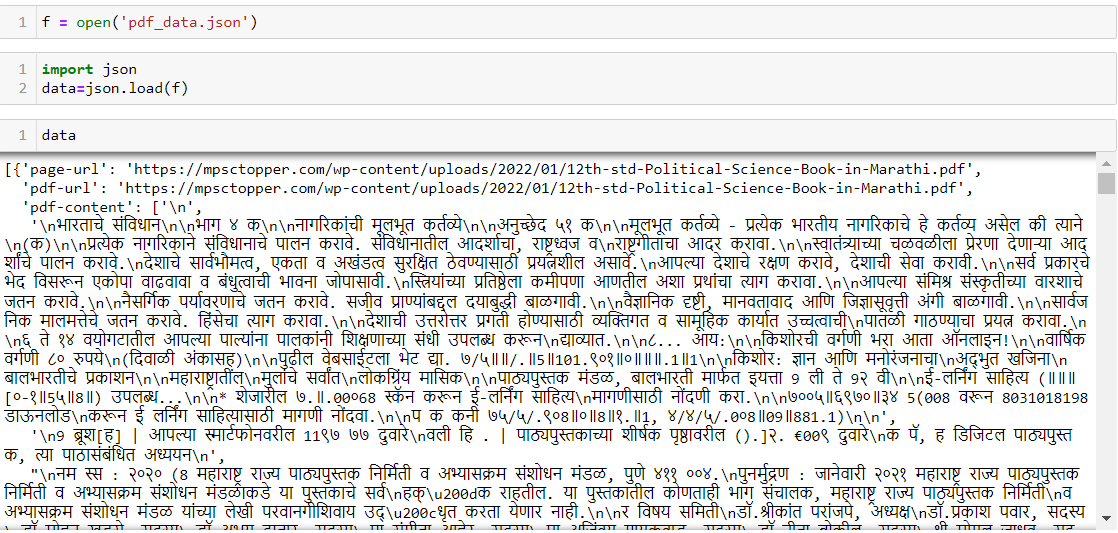 1 f = open('pdf_data.json')
1 import json
2 data=json.load(f)
1 data
[{'page-url': 'https://mpsctopper.com/wp-content/uploads/2022/01/12th-std-Political-Science-Book-in-Marathi.pdf',
'pdf-url': 'https://mpsctopper.com/wp-content/uploads/2022/01/12th-std-Political-Science-Book-in-Marathi.pdf',
'pdf-content': ['\n',
'\nभारताचे संविधान\n\nभाग ४ क\n\nनागरिकांची मूलभूत कर्तव्ये\n\nअनुच्छेद ५१ क\n\nमूलभूत कर्तव्ये - प्रत्येक भारतीय नागरिकाचे हे कर्तव्य असेल की त्याने
\n(क)\n\nप्रत्येक नागरिकाने संविधानाचे पालन करावे. संविधानातील आदर्शांचा, राष्ट्रध्वज व\nराष्ट्रगीताचा आदर करावा.\n\nस्वातंत्र्याच्या चळवळीला प्रेरणा देणाऱ्या आद
र्शांचे पालन करावे.\nदेशाचे सार्वभौमत्व, एकता व अखंडत्व सुरक्षित ठेवण्यासाठी प्रयत्नशील असावे.\nआपल्या देशाचे रक्षण करावे, देशाची सेवा करावी.\n\nसर्व प्रकारचे
भेद विसरून एकोपा वाढवावा व बंधुत्वाची भावना जोपासावी.\nस्त्रियांच्या प्रतिष्ठेला कमीपणा आणतील अशा प्रथांचा त्याग करावा.\n\nआपल्या संमिश्र संस्कृतीच्या वारशाचे
जतन करावे.\n\nनैसर्गिक पर्यावरणाचे जतन करावे. सजीव प्राण्यांबद्दल दयाबुद्धी बाळगावी.\n\nवैज्ञानिक दृष्टी, मानवतावाद आणि जिज्ञासूवृत्ती अंगी बाळगावी.\n\nसार्वज
निक मालमत्तेचे जतन करावे. हिंसेचा त्याग करावा.\n\nदेशाची उत्तरोत्तर प्रगती होण्यासाठी व्यक्तिगत व सामूहिक कार्यात उच्चत्वाची\nपातळी गाठण्याचा प्रयत्न करावा.\
n\n६ ते १४ वयोगटातील आपल्या पाल्यांना पालकांनी शिक्षणाच्या संधी उपलब्ध करून\nद्याव्यात.\n\n८... आय:\n\nकिशोरची वर्गणी भरा आता ऑनलाइन!\n\nवार्षिक
वर्गणी ८० रुपये\n(दिवाळी अंकासह)\n\nपुढील वेबसाईटला भेट द्या. ७/५॥॥/.॥5॥101.९०१॥०॥॥॥.1॥1\n\nकिशोर: ज्ञान आणि मनोरंजनाचा\nअद्‌भुत खजिना\n
बालभारतीचे प्रकाशन\n\nमहाराष्ट्रातील\nमुलांचे सर्वांत\nलोकप्रिय मासिक\n\nपाठ्यपुस्तक मंडळ, बालभारती मार्फत इयत्ता 9 ली ते 9२ वी\n\nई-लर्निंग साहित्य (॥॥॥
[०-१॥5५॥8॥) उपलब्ध...\n\n* शेजारील ७.॥.00०68 स्कॅन करून ई-लर्निंग साहित्य\nमागणीसाठी नोंदणी करा.\n\n७००५॥६९७०॥३४ 5(008 वरून 8031018198
डाऊनलोड\nकरून ई लर्निंग साहित्यासाठी मागणी नोंदवा.\n\nप क कनी ७५/५/.९०8॥०॥8॥१.॥1, ४/४/५/.0०8॥09॥881.1)\n\n',
'\n9 ब्रूश[ह] | आपल्या स्मार्टफोनवरील 11९७ ७७ दुवारे\nवली हि . | पाठ्यपुस्तकाच्या शीर्षक पृष्ठावरील ().]२. €00९ दुवारे\nक पॅ, ह डिजिटल पाठ्यपुस्त
क, त्या पाठासंबंधित अध्ययन\n',
"\nनम स्स : २०२० (8 महाराष्ट्र राज्य पाठ्यपुस्तक निर्मिती व अभ्यासक्रम संशोधन मंडळ, पुणे ४११ ००४.\nपुनर्मुद्रण : जानेवारी २०२१ महाराष्ट्र राज्य पाठ्यपुस्तक
निर्मिती व अभ्यासक्रम संशोधन मंडळाकडे या पुस्तकाचे सर्व\nहक्\u200dक राहतील. या पुस्तकातील कोणताही भाग संचालक, महाराष्ट्र राज्य पाठ्यपुस्तक निर्मिती\nव
अभ्यासक्रम संशोधन मंडळ यांच्या लेखी परवानगीशिवाय उद्\u200cधृत करता येणार नाही.\n\n\nर विषय समिती\nडॉ.श्रीकांत परांजपे, अध्यक्ष\nडॉ.प्रकाश पवार, सदस्य